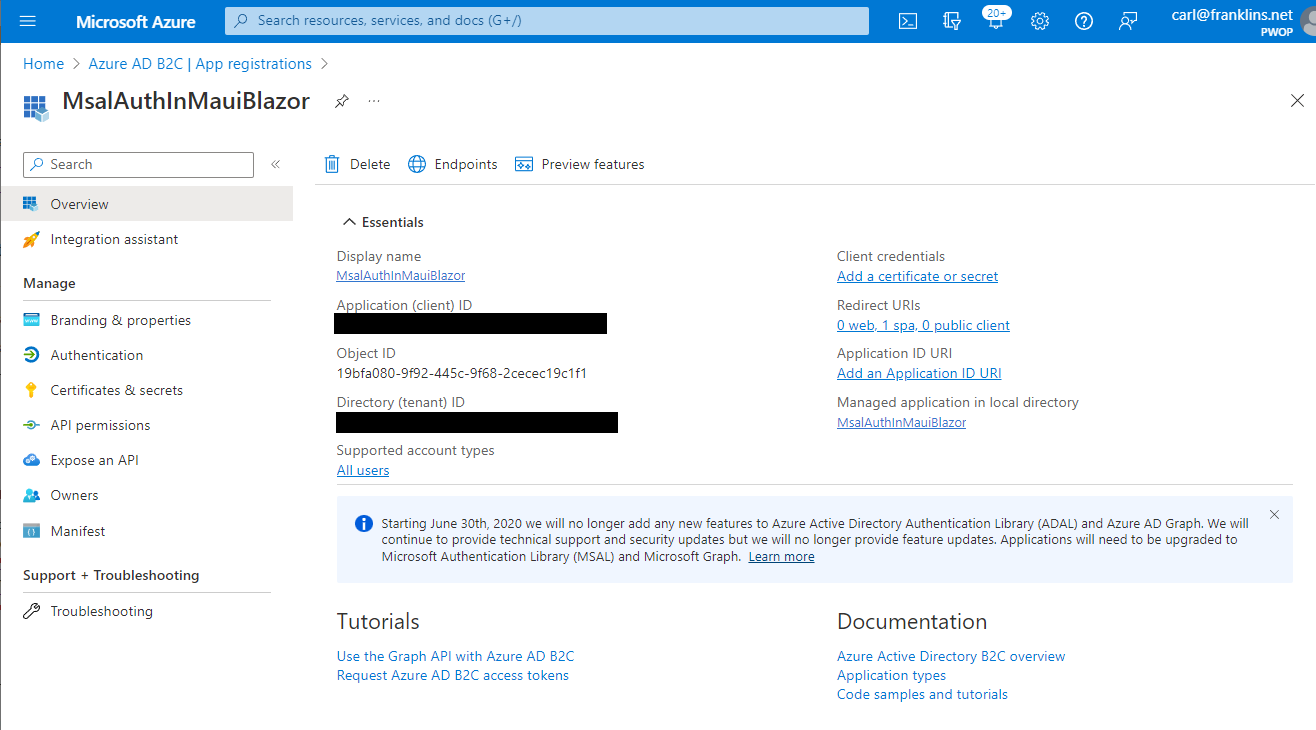 Microsoft Azure
Search resources, services, and docs (G+/)
20+
carl@franklins.net
PWOP
Home > Azure AD B2C | App registrations >
MsalAuthInMauiBlazor
Search
Overview
Integration assistant
Manage
Branding & properties
Authentication
Certificates & secrets
API permissions
Expose an API
Owners
Manifest
Support + Troubleshooting
Troubleshooting
Delete
Endpoints
Preview features
Essentials
Display name
MsalAuthInMauiBlazor
Application (client) ID
Object ID
19bfa080-9f92-445c-9f68-2cecec19c1f1
Directory (tenant) ID
Supported account types
All users
Client credentials
Add a certificate or secret
Redirect URIs
0 web, 1 spa, 0 public client
Application ID URI
Add an Application ID URI
Managed application in local directory
MsalAuthInMauiBlazor
Starting June 30th, 2020 we will no longer add any new features to Azure Active Directory Authentication Library (ADAL) and Azure AD Graph. We will
continue to provide technical support and security updates but we will no longer provide feature updates. Applications will need to be upgraded to
Microsoft Authentication Library (MSAL) and Microsoft Graph. Learn more
Tutorials
Use the Graph API with Azure AD B2C
Request Azure AD B2C access tokens
Documentation
Azure Active Directory B2C overview
Application types
Code samples and tutorials